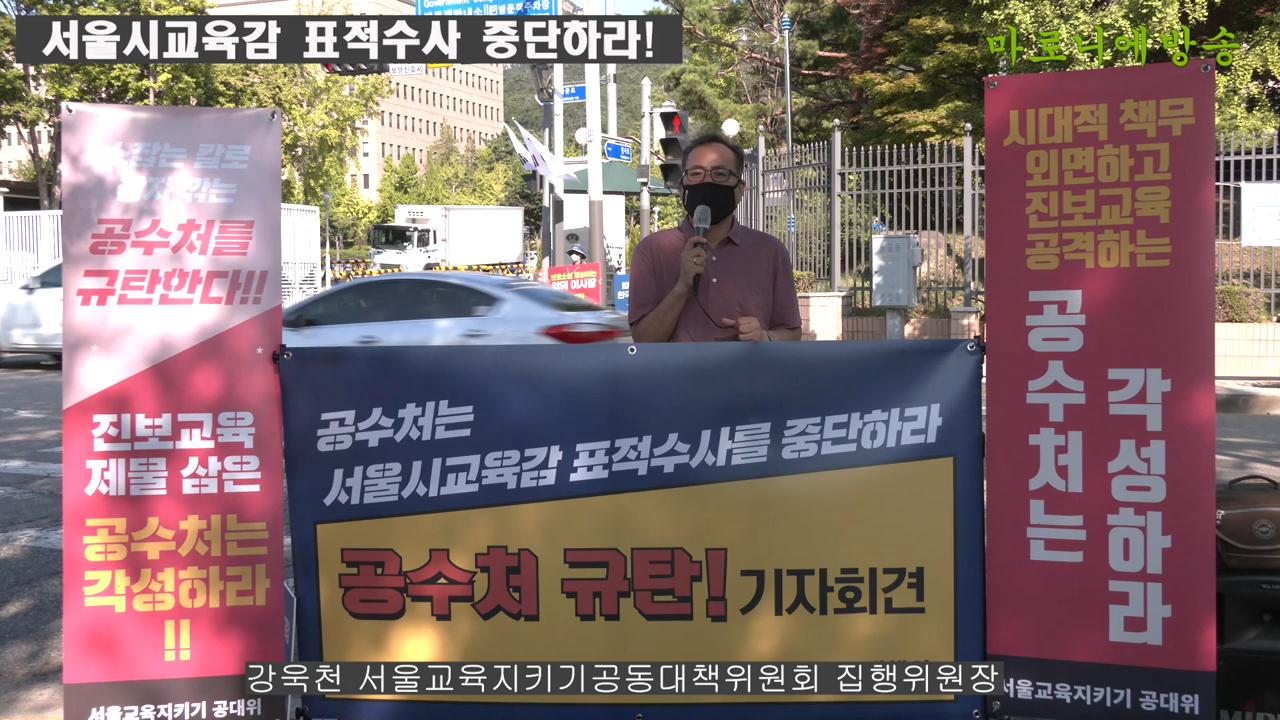 서울시교육감 표적수사 중단하라!
마로니에방송
잡는 칼로
공수처를
규탄한다!!
진보교육
제물 삼은
공수처는
각성하라
!!
서울교육지키기 공대위
공수처는
서울시교육감 표적수사를 중단하라
공수처 규탄! 기자회견
시대적 책무
외면하고
진보교육
공격하는
공수처는
각성하라
서울교육지키기 공대위
강욱천 서울교육지키기공동대책위원회 집행위원장